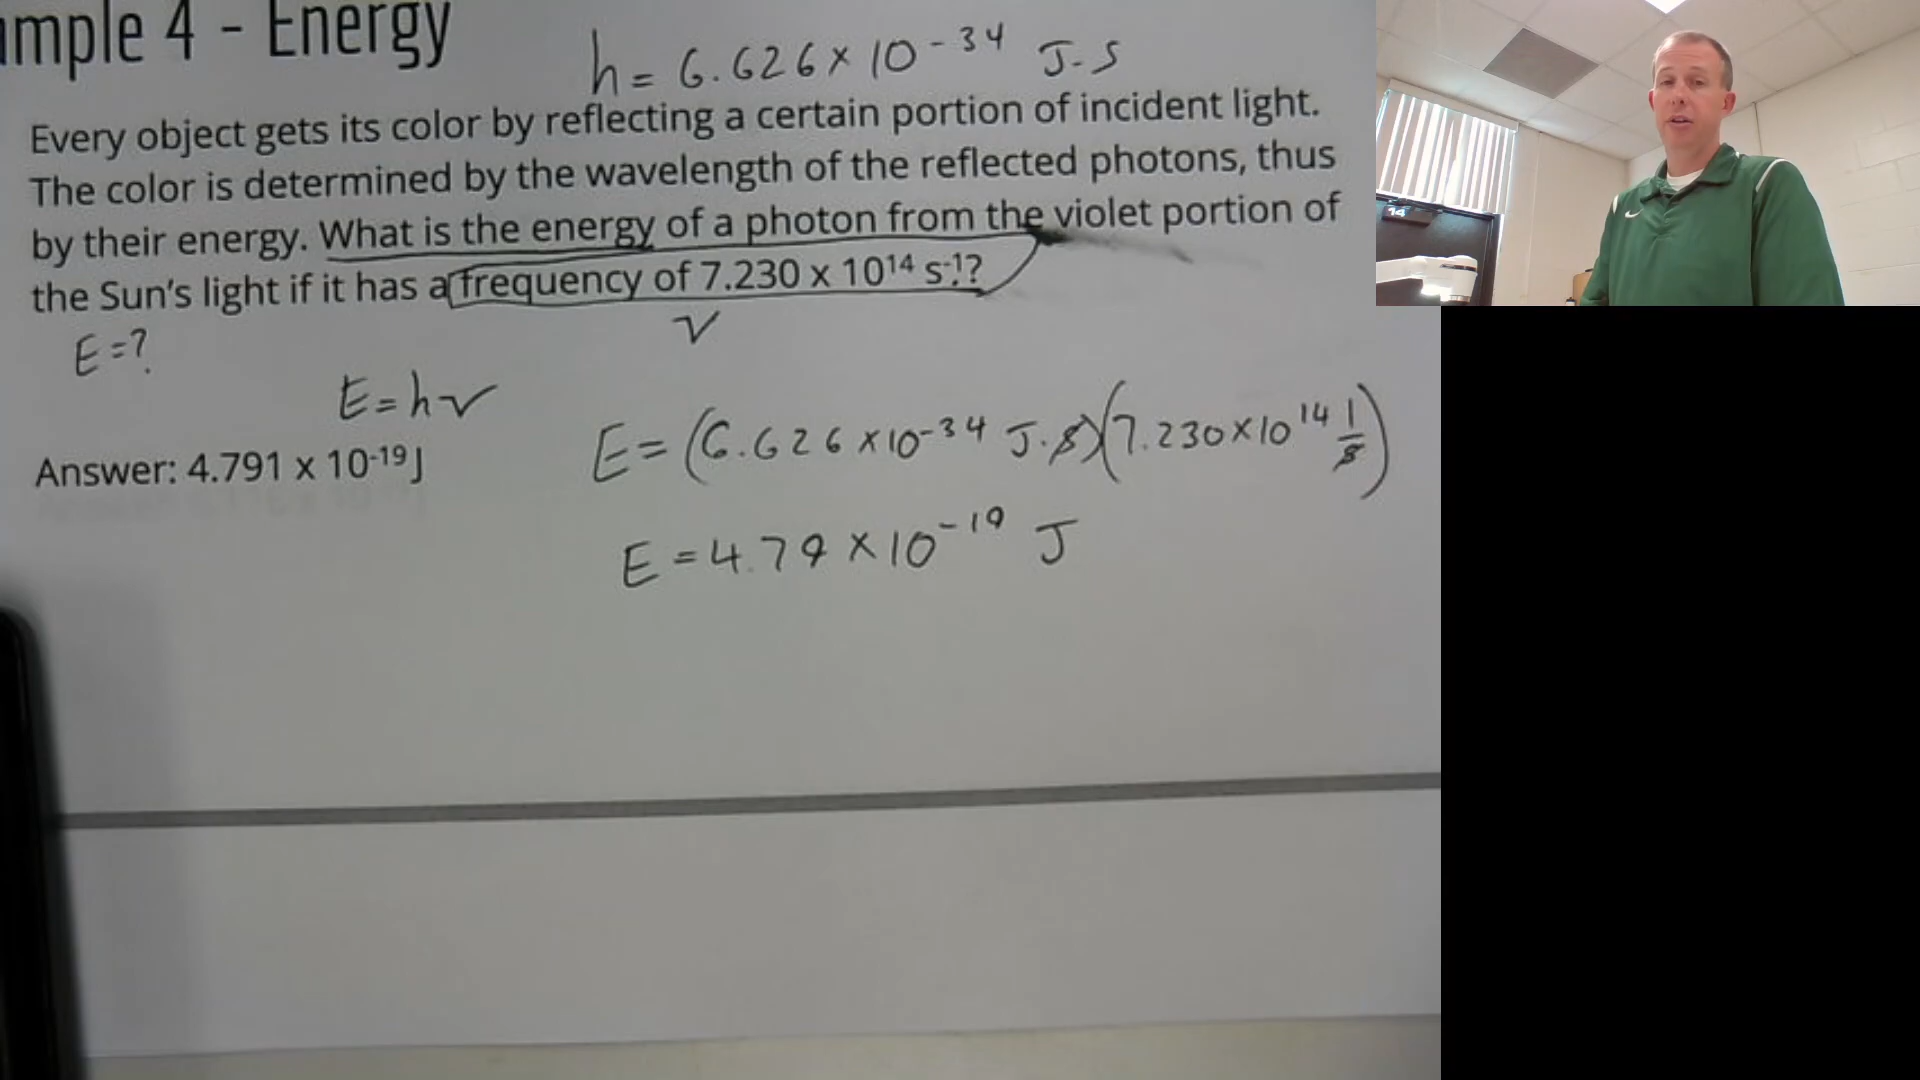 mple 4 - Energy
h = 6.626 x 10⁻³⁴ J·s
Every object gets its color by reflecting a certain portion of incident light.
The color is determined by the wavelength of the reflected photons, thus
by their energy. What is the energy of a photon from the violet portion of
the Sun's light if it has a frequency of 7.230 x 10¹⁴ s⁻¹?
ν
E = ?
E = hν
E = (6.626 x 10⁻³⁴ J·s)(7.230 x 10¹⁴ 1/s)
Answer: 4.791 x 10⁻¹⁹ J
E = 4.79 x 10⁻¹⁹ J
14